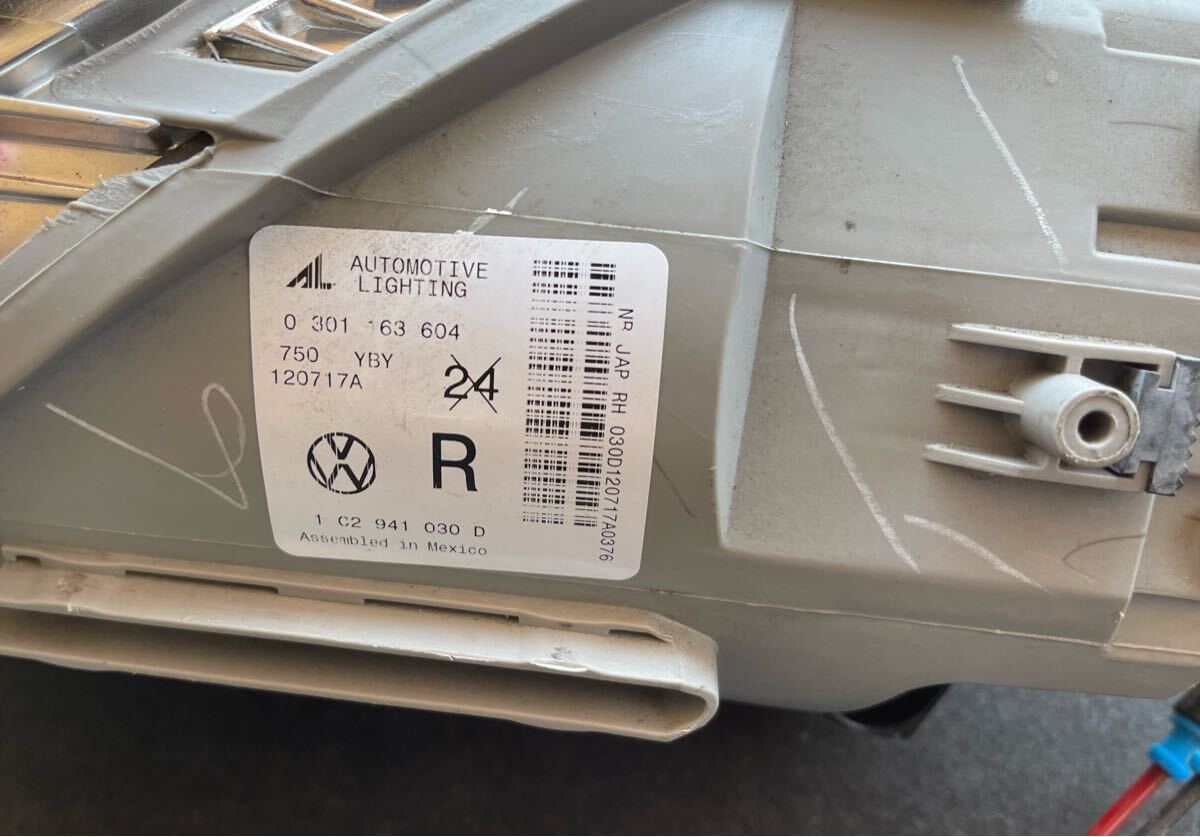 AL AUTOMOTIVE
LIGHTING
0 301 163 604
750 YBY
120717A
24
R
1 C2 941 030 D
Assembled in Mexico
NR JAP RH 030D120717A0376